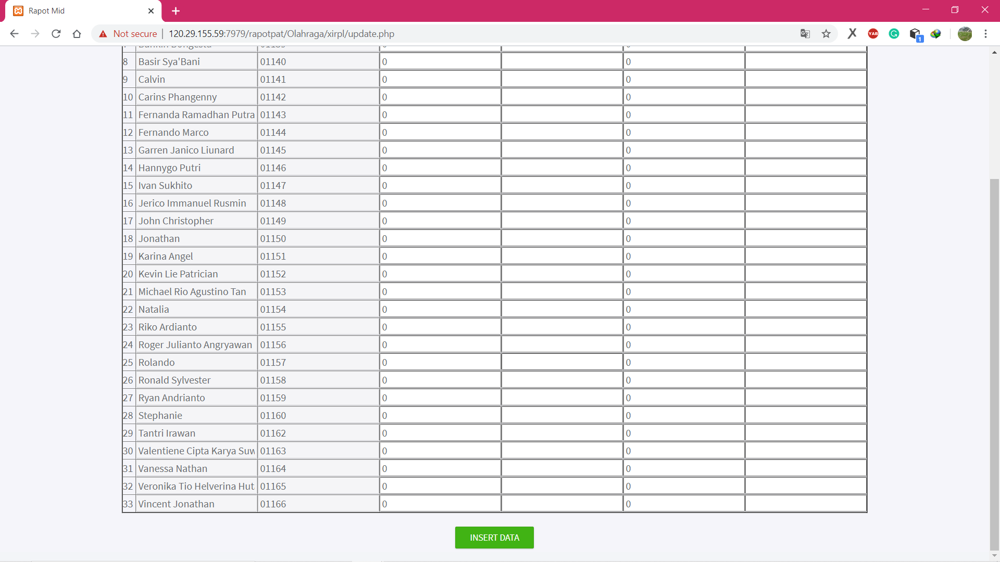 Rapot Mid
Not secure | 120.29.155.59:7979/rapotpat/Olahraga/xirpl/update.php
YAB
1
8 Basir Sya'Bani 01140 0 0
9 Calvin 01141 0 0
10 Carins Phangenny 01142 0 0
11 Fernanda Ramadhan Putra 01143 0 0
12 Fernando Marco 01144 0 0
13 Garren Janico Liunard 01145 0 0
14 Hannygo Putri 01146 0 0
15 Ivan Sukhito 01147 0 0
16 Jerico Immanuel Rusmin 01148 0 0
17 John Christopher 01149 0 0
18 Jonathan 01150 0 0
19 Karina Angel 01151 0 0
20 Kevin Lie Patrician 01152 0 0
21 Michael Rio Agustino Tan 01153 0 0
22 Natalia 01154 0 0
23 Riko Ardianto 01155 0 0
24 Roger Julianto Angryawan 01156 0 0
25 Rolando 01157 0 0
26 Ronald Sylvester 01158 0 0
27 Ryan Andrianto 01159 0 0
28 Stephanie 01160 0 0
29 Tantri Irawan 01162 0 0
30 Valentiene Cipta Karya Suw 01163 0 0
31 Vanessa Nathan 01164 0 0
32 Veronika Tio Helverina Hut 01165 0 0
33 Vincent Jonathan 01166 0 0
INSERT DATA